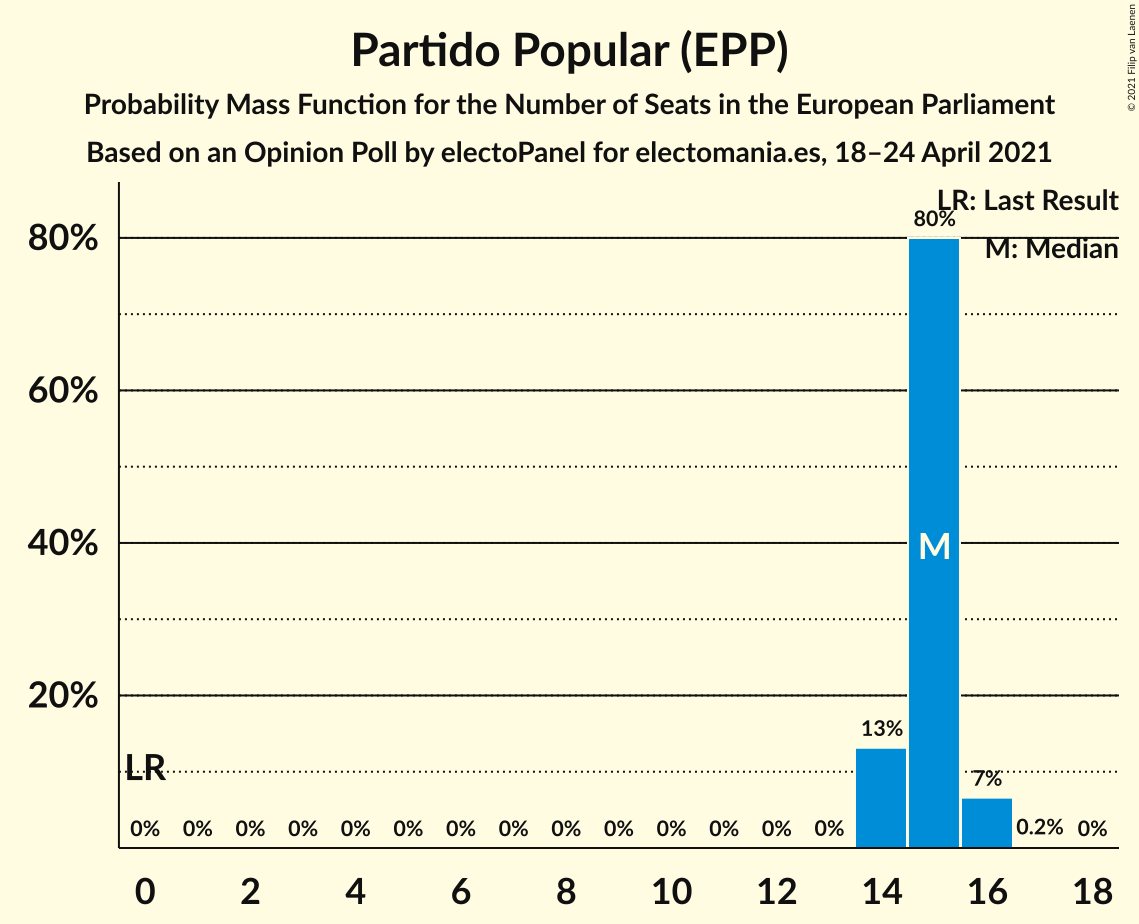 Partido Popular (EPP)
Probability Mass Function for the Number of Seats in the European Parliament
Based on an Opinion Poll by electoPanel for electomania.es, 18–24 April 2021
© 2021 Filip van Laenen
LR: Last Result
M: Median
80%
60%
40%
20%
LR
0% 0% 0% 0% 0% 0% 0% 0% 0% 0% 0% 0% 0% 0% 13% 80% 7% 0.2% 0%
M
0 2 4 6 8 10 12 14 16 18